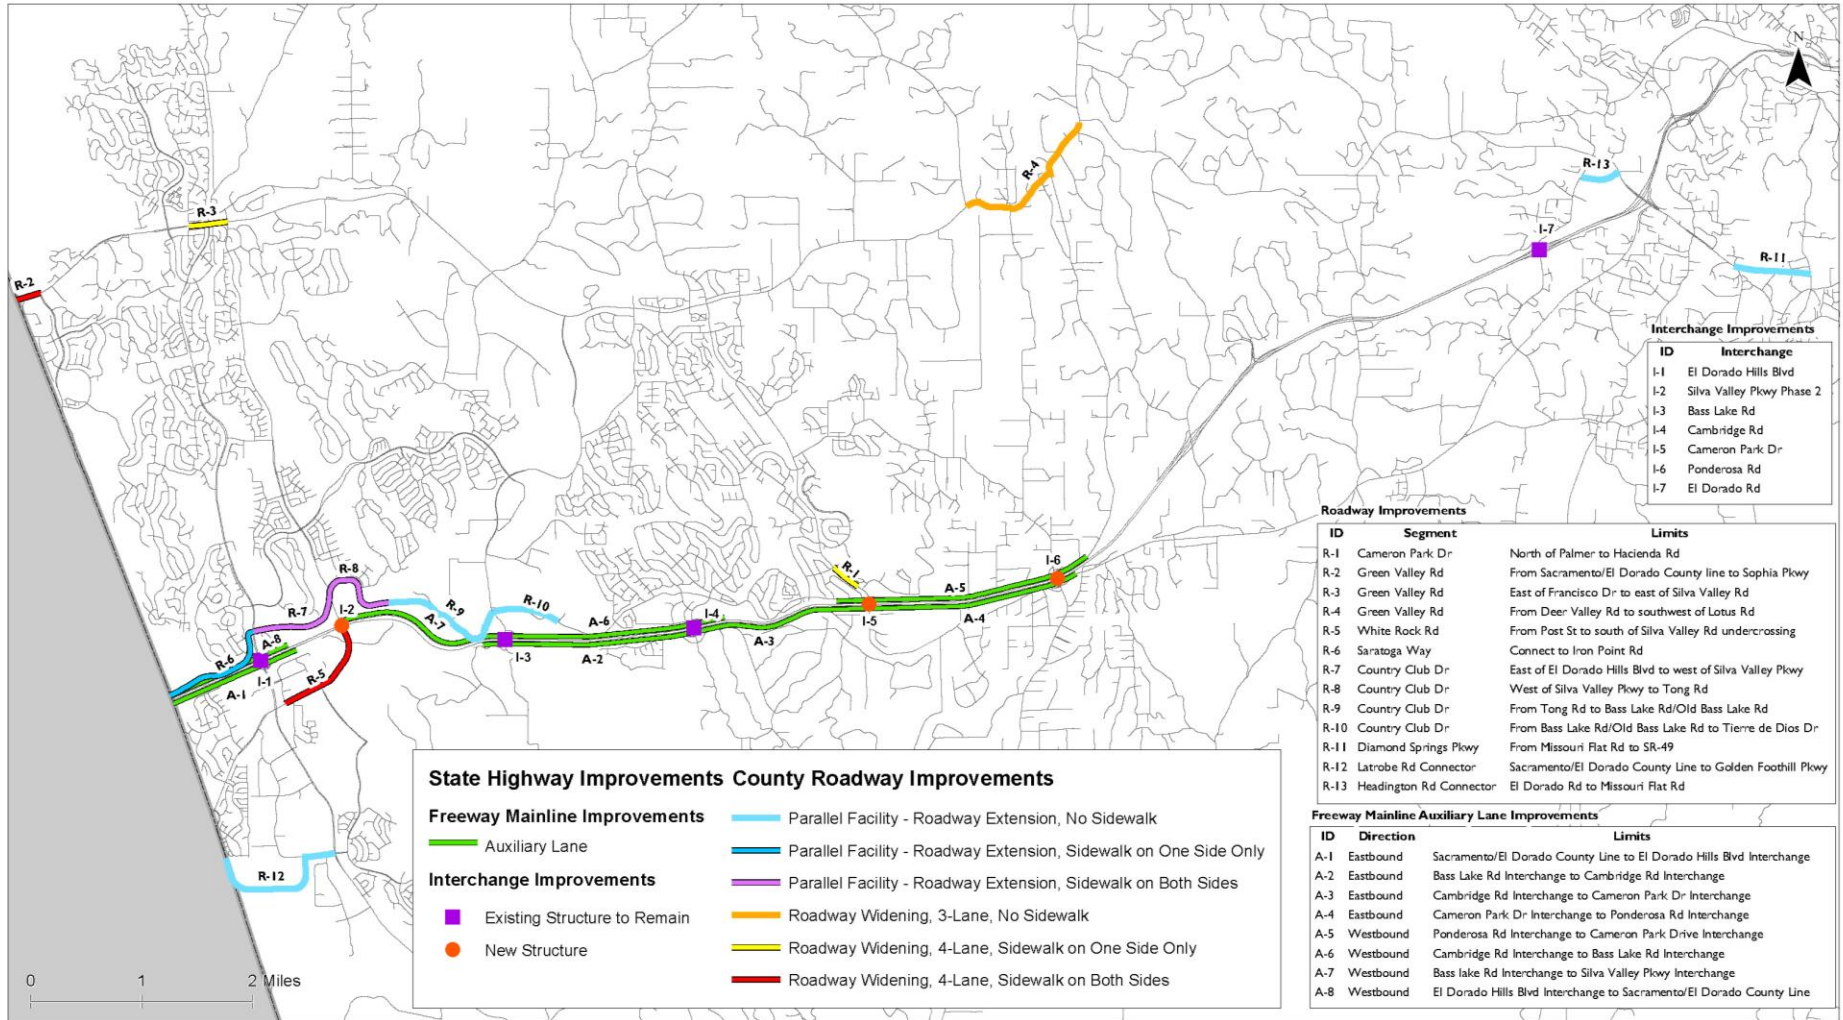 N
R-13
R-4
R-3
I-7
R-11
R-2
Interchange Improvements
ID Interchange
I-1 El Dorado Hills Blvd
I-2 Silva Valley Pkwy Phase 2
I-3 Bass Lake Rd
I-4 Cambridge Rd
I-5 Cameron Park Dr
I-6 Ponderosa Rd
I-7 El Dorado Rd
Roadway Improvements
ID Segment Limits
R-1 Cameron Park Dr North of Palmer to Hacienda Rd
R-2 Green Valley Rd From Sacramento/El Dorado County line to Sophia Pkwy
R-3 Green Valley Rd East of Francisco Dr to east of Silva Valley Rd
R-4 Green Valley Rd From Deer Valley Rd to southwest of Lotus Rd
R-5 White Rock Rd From Post St to south of Silva Valley Rd undercrossing
R-6 Saratoga Way Connect to Iron Point Rd
R-7 Country Club Dr East of El Dorado Hills Blvd to west of Silva Valley Pkwy
R-8 Country Club Dr West of Silva Valley Pkwy to Tong Rd
R-9 Country Club Dr From Tong Rd to Bass Lake Rd/Old Bass Lake Rd
R-10 Country Club Dr From Bass Lake Rd/Old Bass Lake Rd to Tierre de Dios Dr
R-11 Diamond Springs Pkwy From Missouri Flat Rd to SR-49
R-12 Latrobe Rd Connector Sacramento/El Dorado County Line to Golden Foothill Pkwy
R-13 Headington Rd Connector El Dorado Rd to Missouri Flat Rd
R-8
R-1
I-6
A-5
R-7
I-2
R-9
R-10
A-7
A-6
I-4
I-5
A-4
A-8
A-3
R-6
I-3
A-2
I-1
A-1
R-5
R-12
State Highway Improvements
Freeway Mainline Improvements
Auxiliary Lane
Interchange Improvements
Existing Structure to Remain
New Structure
County Roadway Improvements
Parallel Facility - Roadway Extension, No Sidewalk
Parallel Facility - Roadway Extension, Sidewalk on One Side Only
Parallel Facility - Roadway Extension, Sidewalk on Both Sides
Roadway Widening, 3-Lane, No Sidewalk
Roadway Widening, 4-Lane, Sidewalk on One Side Only
Roadway Widening, 4-Lane, Sidewalk on Both Sides
Freeway Mainline Auxiliary Lane Improvements
ID Direction Limits
A-1 Eastbound Sacramento/El Dorado County Line to El Dorado Hills Blvd Interchange
A-2 Eastbound Bass Lake Rd Interchange to Cambridge Rd Interchange
A-3 Eastbound Cambridge Rd Interchange to Cameron Park Dr Interchange
A-4 Eastbound Cameron Park Dr Interchange to Ponderosa Rd Interchange
A-5 Westbound Ponderosa Rd Interchange to Cameron Park Drive Interchange
A-6 Westbound Cambridge Rd Interchange to Bass Lake Rd Interchange
A-7 Westbound Bass lake Rd Interchange to Silva Valley Pkwy Interchange
A-8 Westbound El Dorado Hills Blvd Interchange to Sacramento/El Dorado County Line
0 1 2 Miles